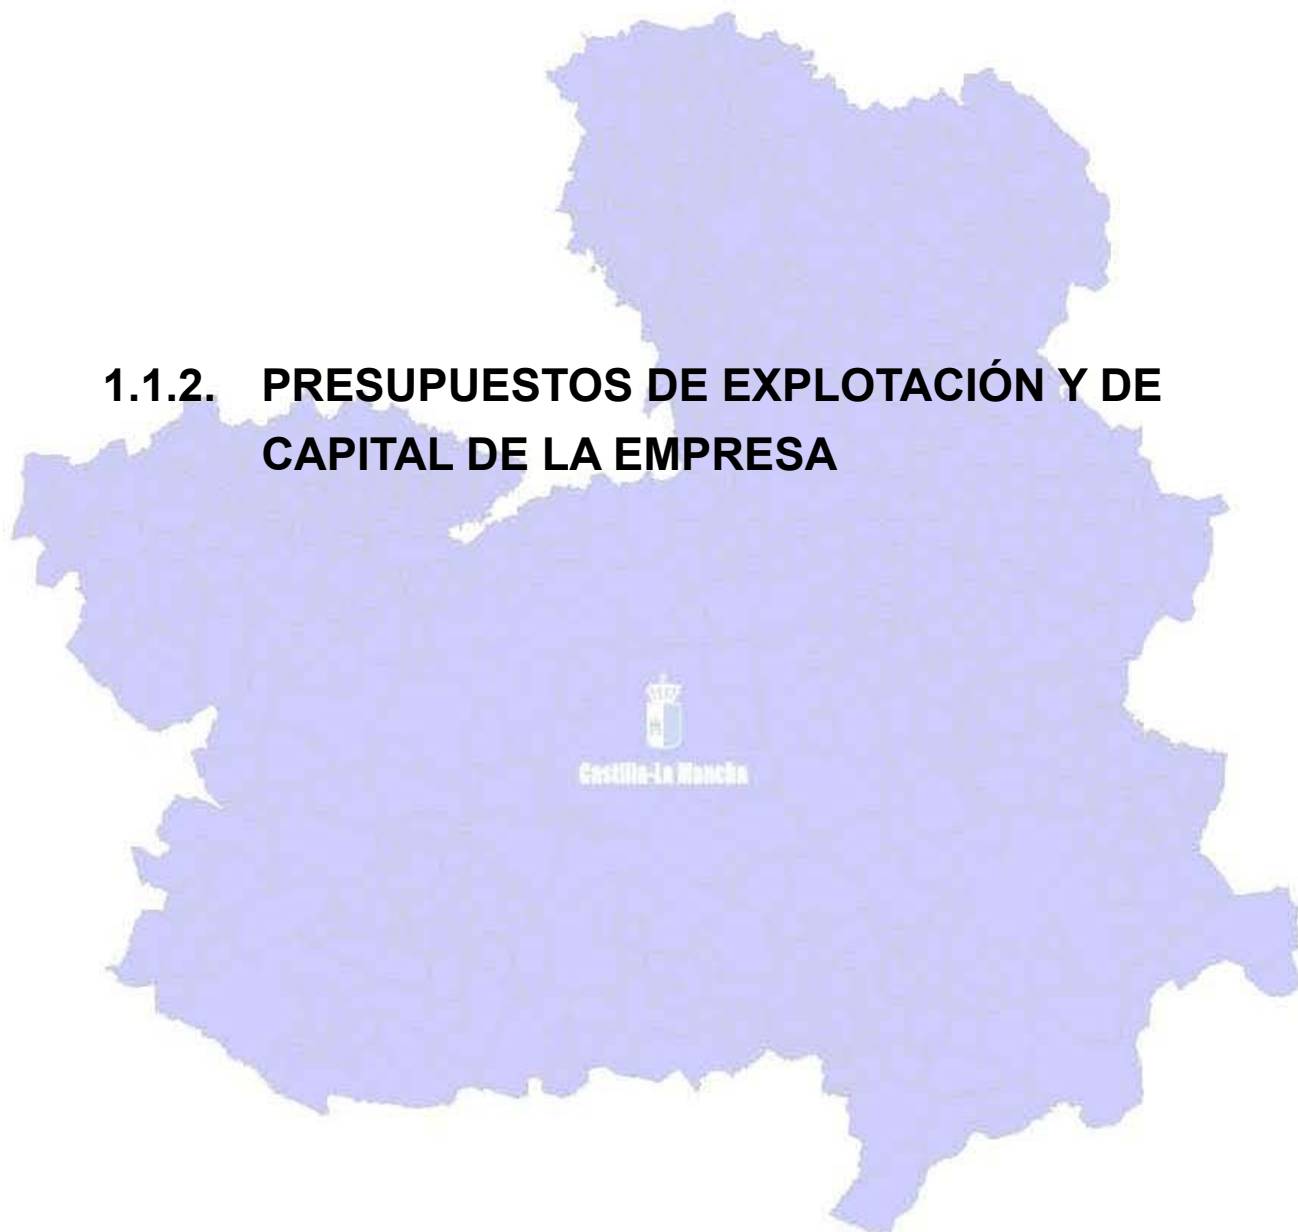 1.1.2. PRESUPUESTOS DE EXPLOTACIÓN Y DE
CAPITAL DE LA EMPRESA
Castilla-La Mancha